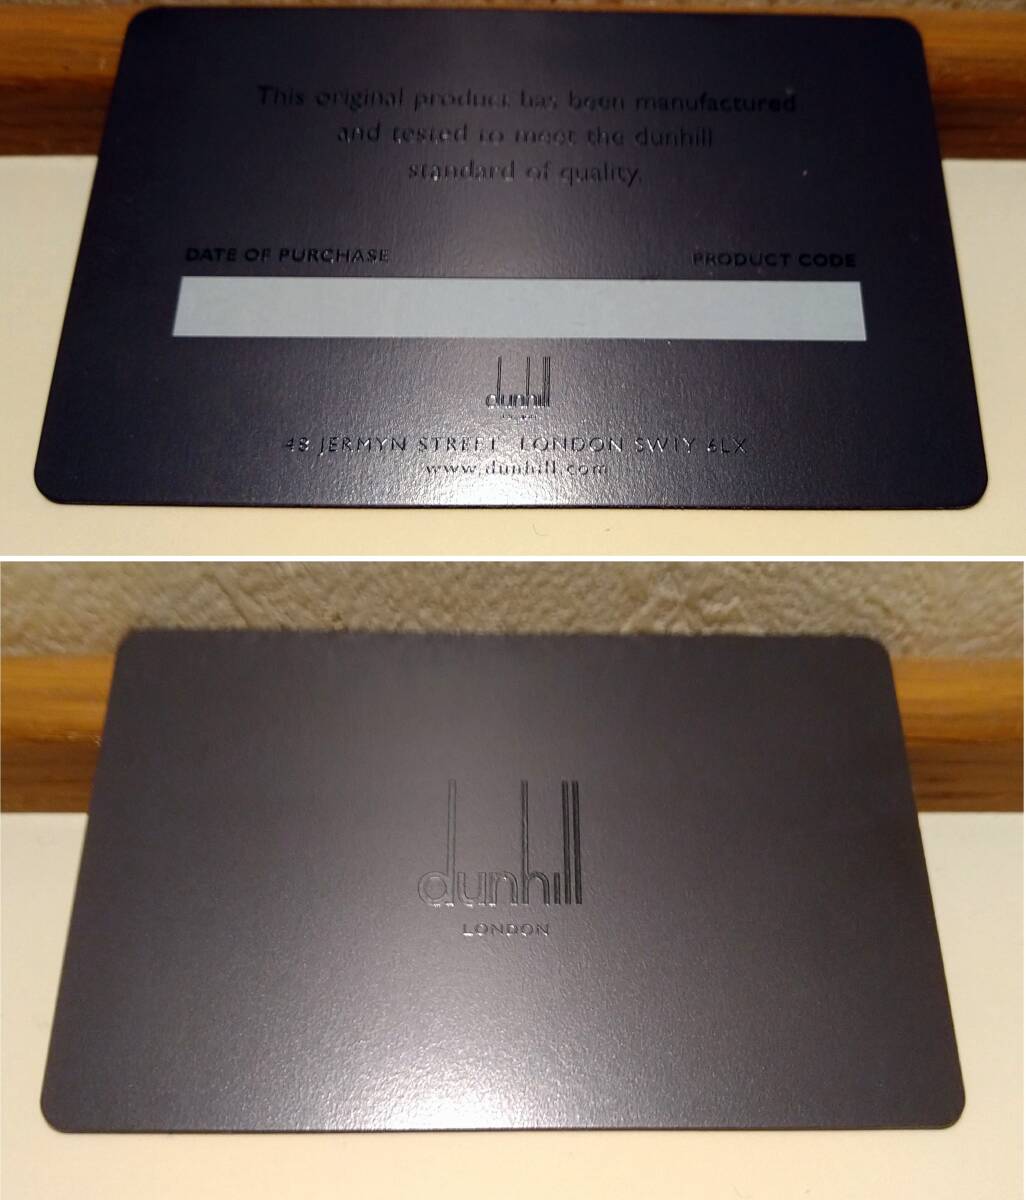 This original product has been manufactured
and tested to meet the dunhill
standard of quality.
DATE OF PURCHASE PRODUCT CODE
dunhill
48 JERMYN STREET LONDON SW1Y 6LX
www.dunhill.com
dunhill
LONDON